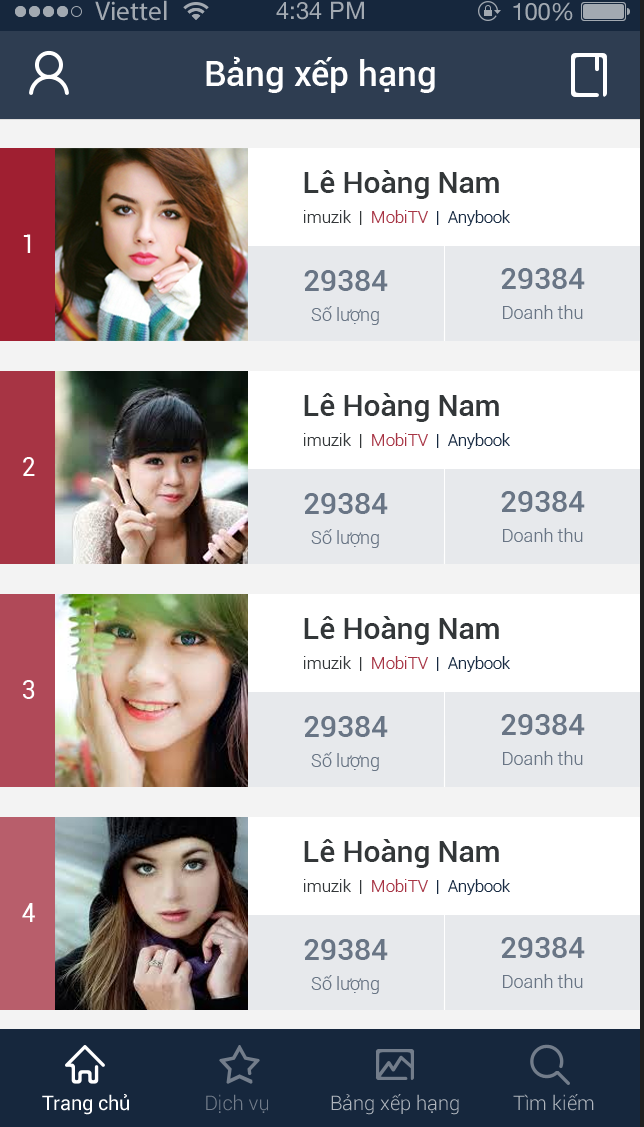 Viettel 4:34 PM 100%
Bảng xếp hạng
1
Lê Hoàng Nam
imuzik | MobiTV | Anybook
29384 29384
Số lượng Doanh thu
2
Lê Hoàng Nam
imuzik | MobiTV | Anybook
29384 29384
Số lượng Doanh thu
3
Lê Hoàng Nam
imuzik | MobiTV | Anybook
29384 29384
Số lượng Doanh thu
4
Lê Hoàng Nam
imuzik | MobiTV | Anybook
29384 29384
Số lượng Doanh thu
Trang chủ Dịch vụ Bảng xếp hạng Tìm kiếm